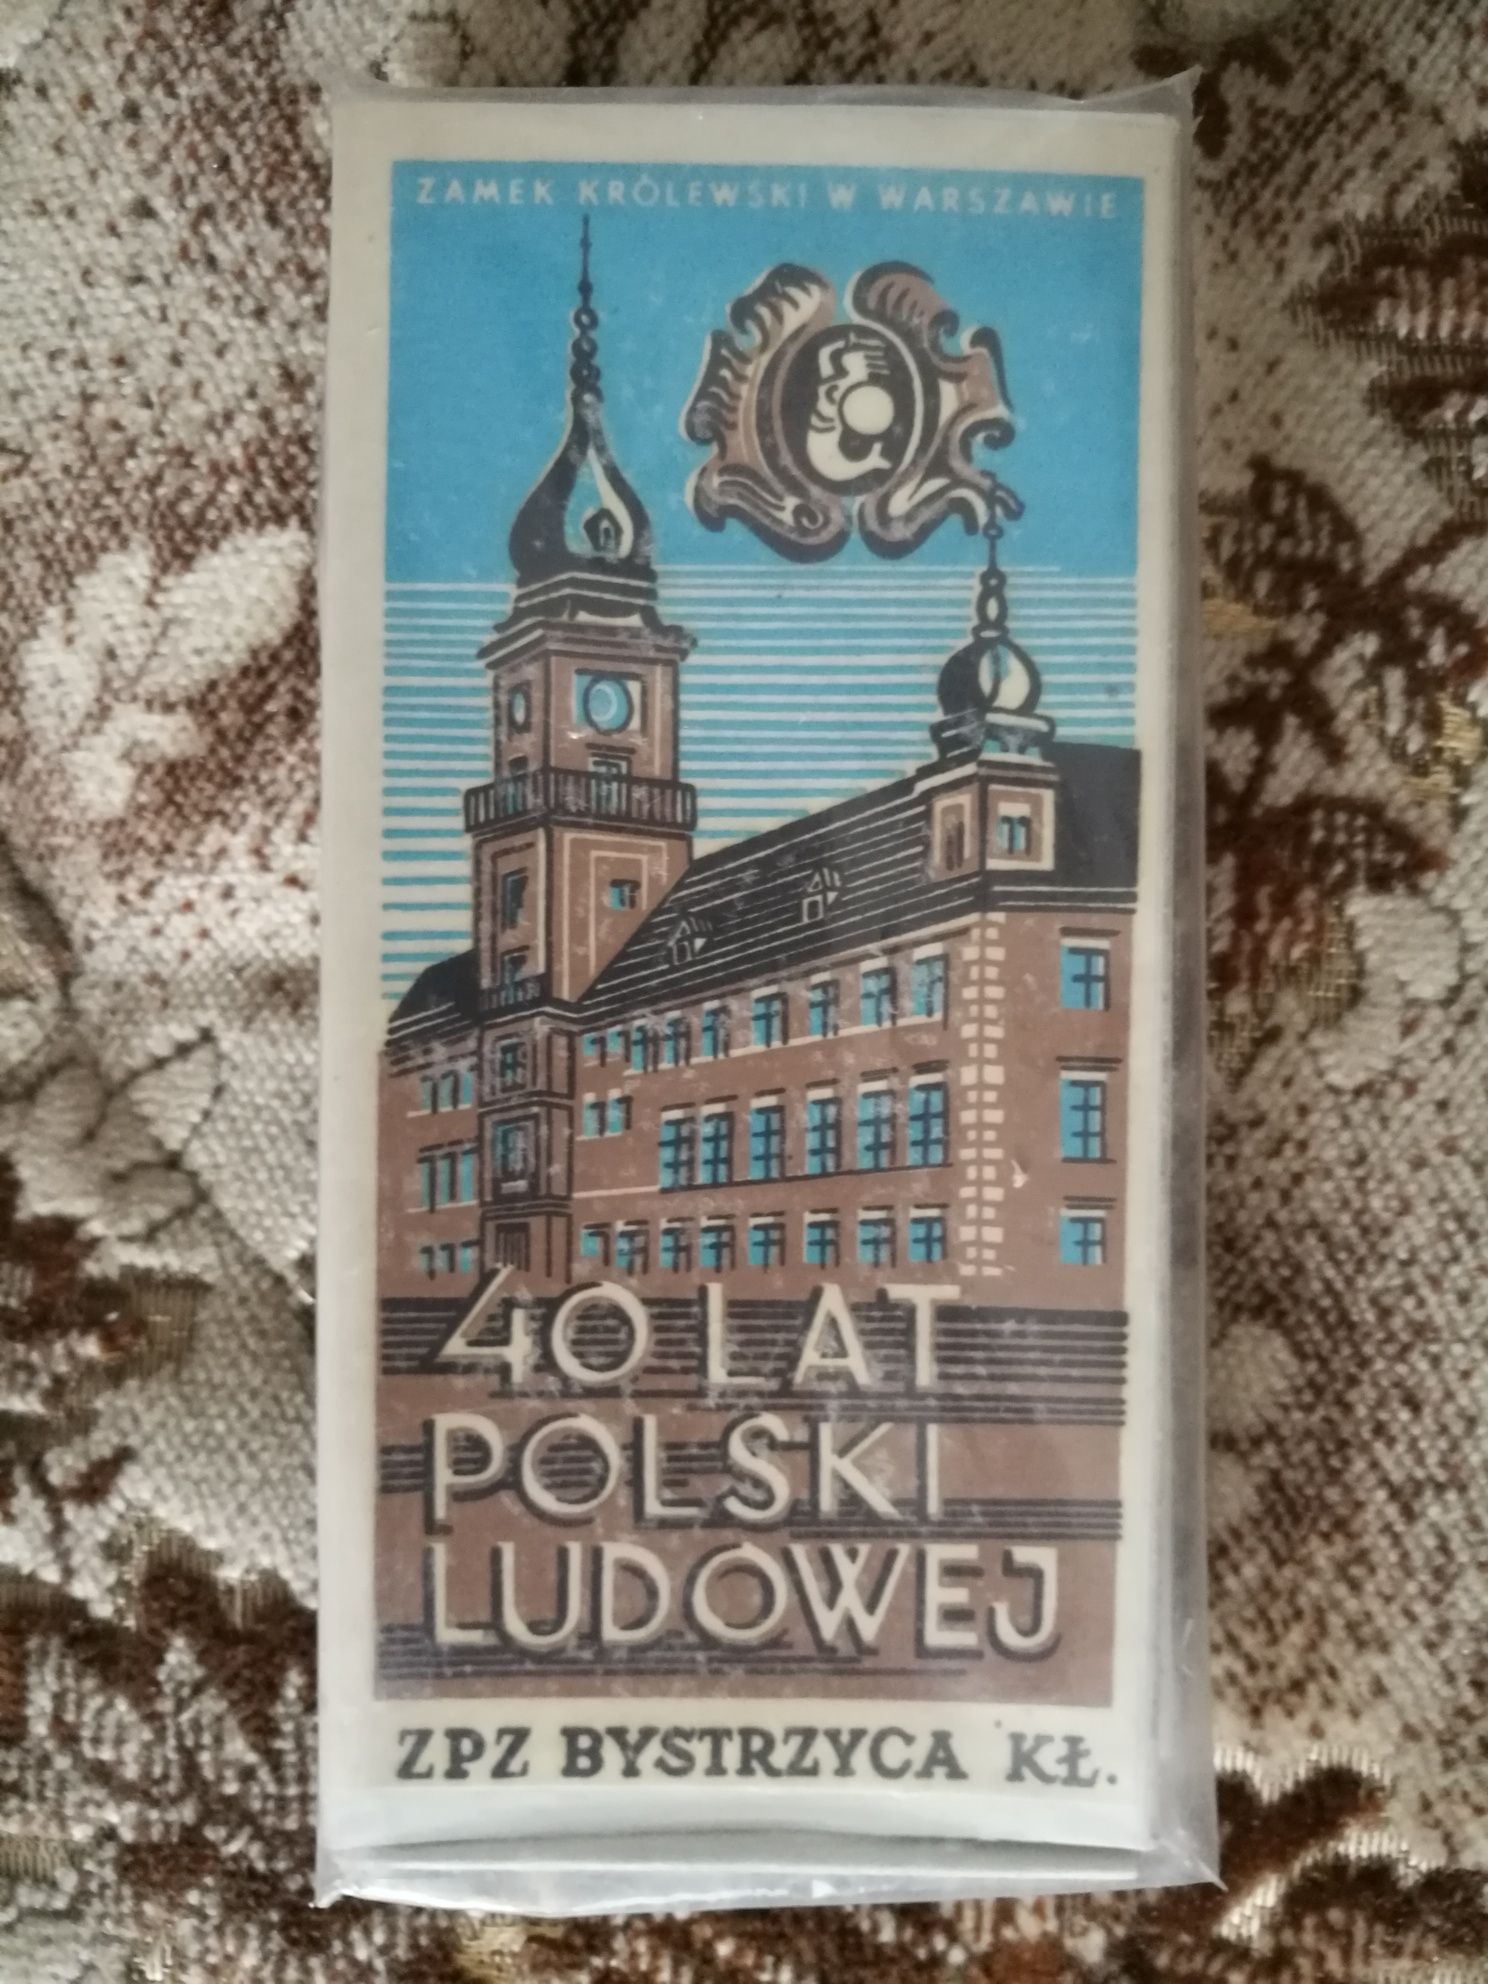 ZAMEK KRÓLEWSKI W WARSZAWIE
40 LAT
POLSKI
LUDOWEJ
ZPZ BYSTRZYCA KŁ.